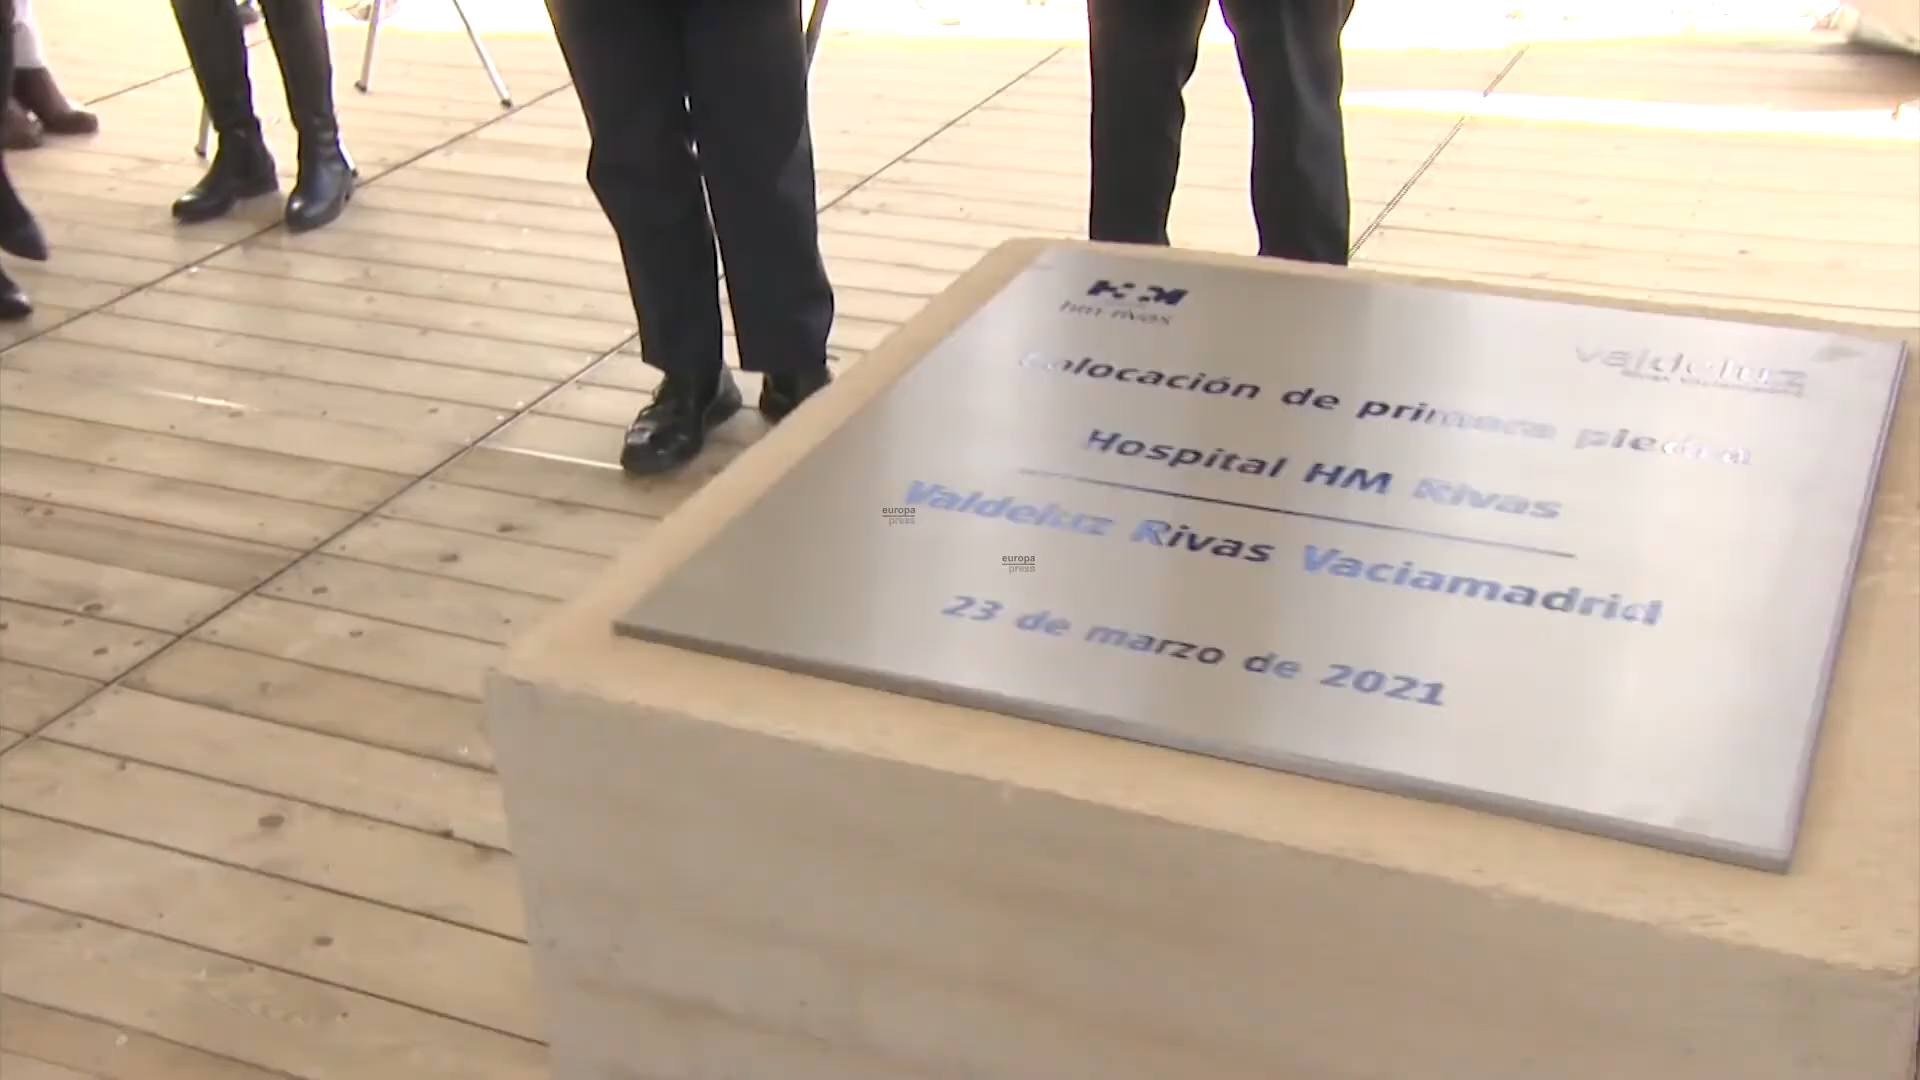 HM
hm rivas
valdeluz
Colocación de primera piedra
Hospital HM Rivas
Valdeluz Rivas Vaciamadrid
23 de marzo de 2021
europa
press
europa
press